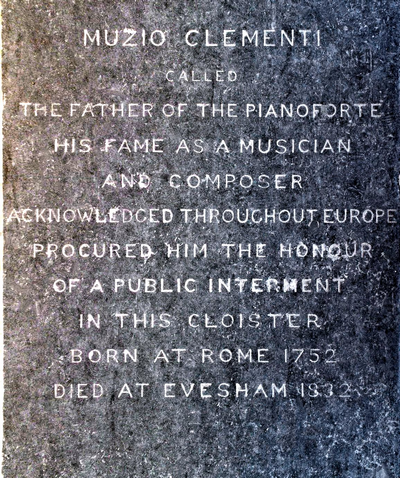 MUZIO CLEMENTI
CALLED
THE FATHER OF THE PIANOFORTE
HIS FAME AS A MUSICIAN
AND COMPOSER
ACKNOWLEDGED THROUGHOUT EUROPE
PROCURED HIM THE HONOUR
OF A PUBLIC INTERMENT
IN THIS CLOISTER
BORN AT ROME 1752
DIED AT EVESHAM 1832